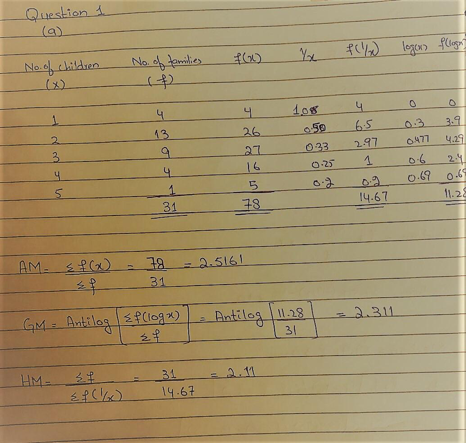 Question 1
(a)
No. of children (x) No. of families (f) f(x) 1/x f(1/x) log(x) f(logx
1 4 4 1.00 4 0 0
2 13 26 0.50 6.5 0.3 3.9
3 9 27 0.33 2.97 0.477 4.29
4 4 16 0.25 1 0.6 2.4
5 1 5 0.2 0.2 0.69 0.69
31 78 14.67 11.28
AM = Σf(x) / Σf = 78 / 31 = 2.5161
GM = Antilog [Σf(logx) / Σf] = Antilog [11.28 / 31] = 2.311
HM = Σf / Σf(1/x) = 31 / 14.67 = 2.11